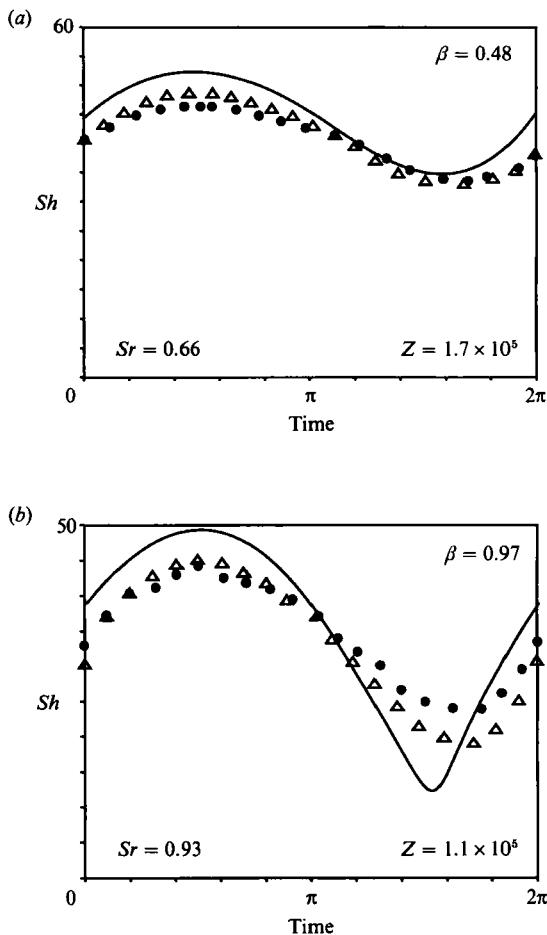 (a)
60
β = 0.48
Sh
Sr = 0.66
Z = 1.7 × 10⁵
0
π
2π
Time
(b)
50
β = 0.97
Sh
Sr = 0.93
Z = 1.1 × 10⁵
0
π
2π
Time